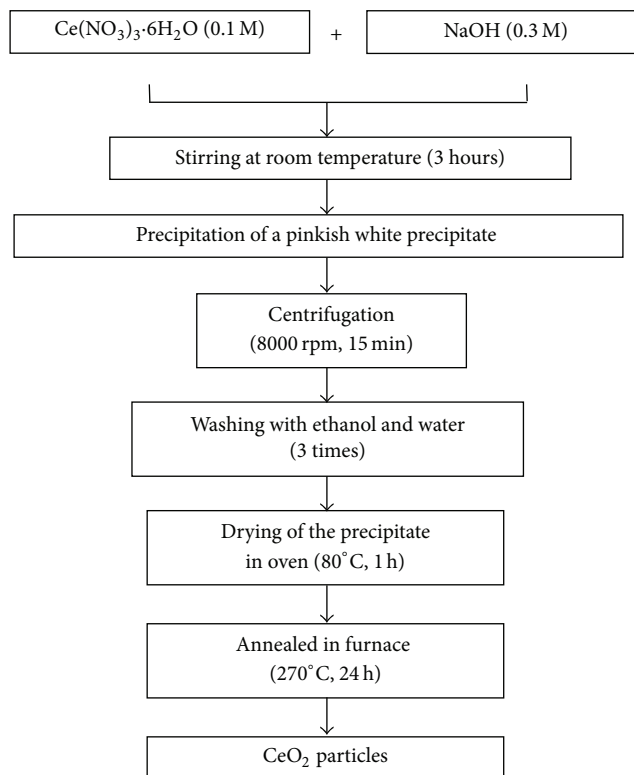 Ce(NO₃)₃·6H₂O (0.1 M) + NaOH (0.3 M)
Stirring at room temperature (3 hours)
Precipitation of a pinkish white precipitate
Centrifugation
(8000 rpm, 15 min)
Washing with ethanol and water
(3 times)
Drying of the precipitate
in oven (80°C, 1 h)
Annealed in furnace
(270°C, 24 h)
CeO₂ particles